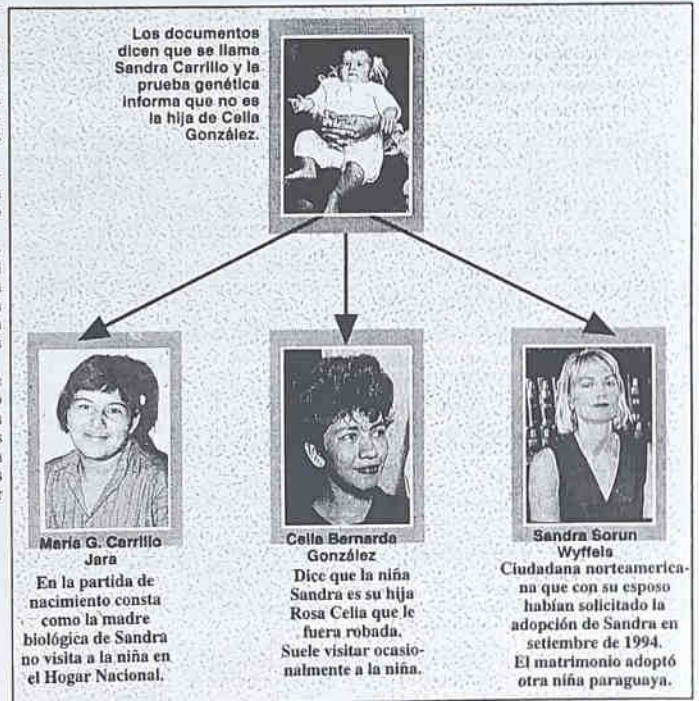 Los documentos
dicen que se llama
Sandra Carrillo y la
prueba genética
informa que no es
la hija de Celia
González.
María G. Carrillo
Jara
En la partida de
nacimiento consta
como la madre
biológica de Sandra
no visita a la niña en
el Hogar Nacional.
Celia Bernarda
González
Dice que la niña
Sandra es su hija
Rosa Celia que le
fuera robada.
Suele visitar ocasio-
nalmente a la niña.
Sandra Sorun
Wyffels
Ciudadana norteamerica-
na que con su esposo
habían solicitado la
adopción de Sandra en
setiembre de 1994.
El matrimonio adoptó
otra niña paraguaya.